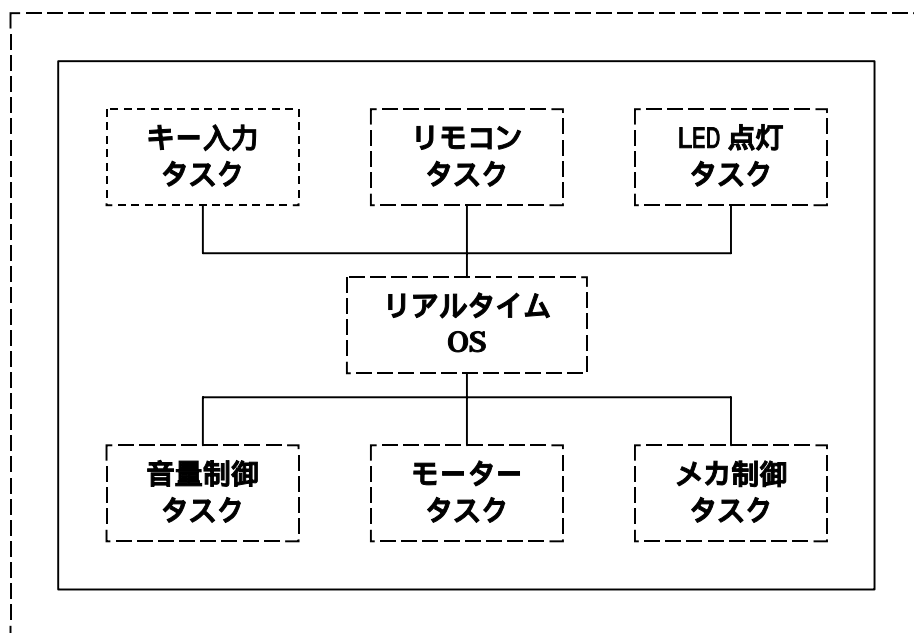 キー入力
タスク
リモコン
タスク
LED 点灯
タスク
リアルタイム
OS
音量制御
タスク
モーター
タスク
メカ制御
タスク